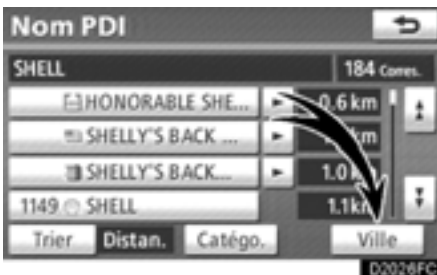 Nom PDI
SHELL 184 Corres.
HONORABLE SHE... 0.6 km
SHELLY'S BACK ... km
SHELLY'S BACK... 1.0
1149 SHELL 1.1km
Trier Distan. Catégo. Ville
D2026FC